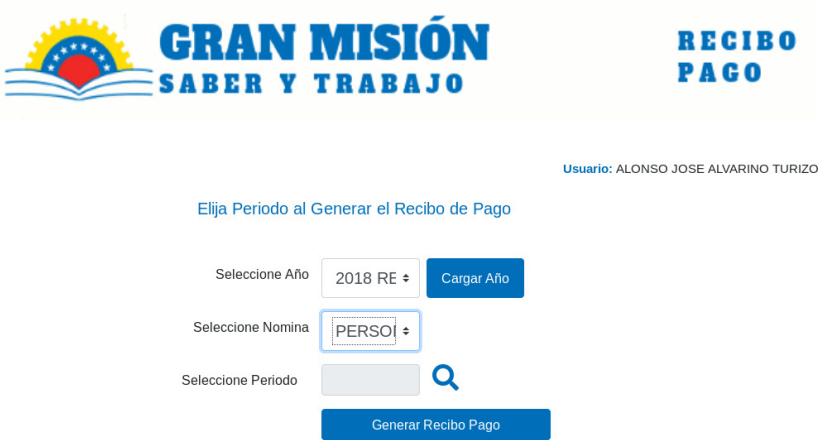 GRAN MISIÓN
SABER Y TRABAJO
RECIBO
PAGO
Usuario: ALONSO JOSE ALVARINO TURIZO
Elija Periodo al Generar el Recibo de Pago
Seleccione Año 2018 RE Cargar Año
Seleccione Nomina PERSON
Seleccione Periodo
Generar Recibo Pago